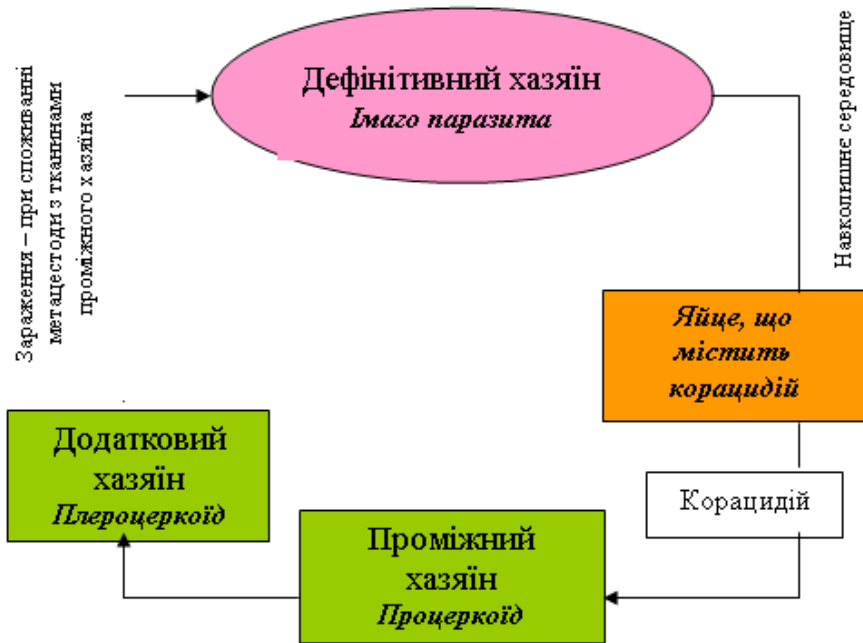 Зараження – при споживанні
метацестоди з тканинами
проміжного хазяїна
Дефінітивний хазяїн
Імаго паразита
Навколишнє середовище
Яйце, що
містить
корацидій
Корацидій
Проміжний
хазяїн
Процеркоїд
Додатковий
хазяїн
Плероцеркоїд